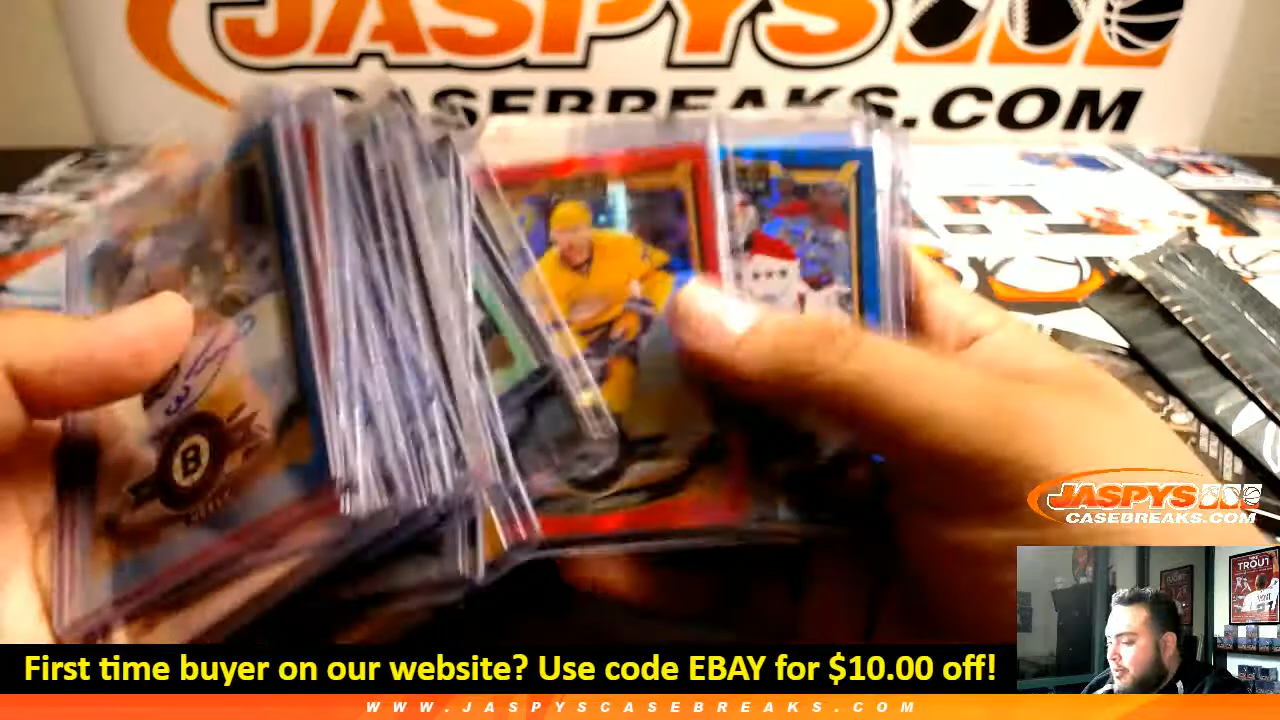 JASPYS
CASEBREAKS.COM
B
JASPYS
CASEBREAKS.COM
TROUT
First time buyer on our website? Use code EBAY for $10.00 off!
WWW.JASPYSCASEBREAKS.COM